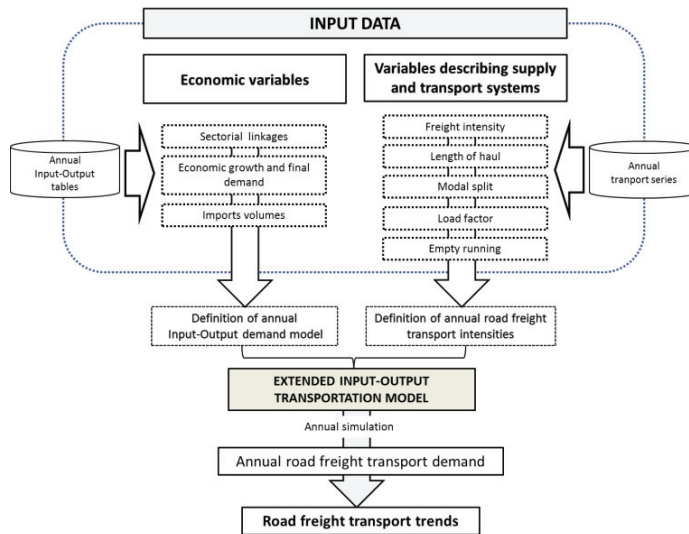 INPUT DATA
Economic variables
Variables describing supply
and transport systems
Annual
Input-Output
tables
Sectorial linkages
Economic growth and final
demand
Imports volumes
Freight intensity
Length of haul
Modal split
Load factor
Empty running
Annual
tranport series
Definition of annual
Input-Output demand model
Definition of annual road freight
transport intensities
EXTENDED INPUT-OUTPUT
TRANSPORTATION MODEL
Annual simulation
Annual road freight transport demand
Road freight transport trends